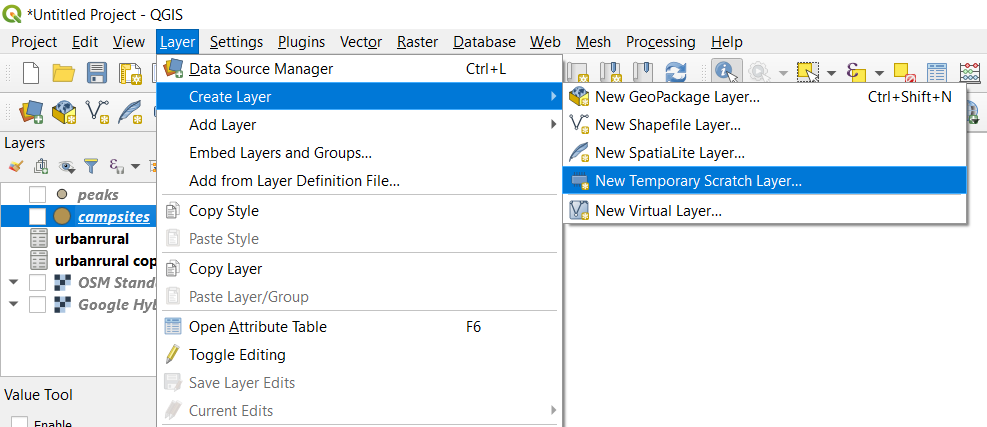 *Untitled Project - QGIS
Project Edit View Layer Settings Plugins Vector Raster Database Web Mesh Processing Help
Data Source Manager Ctrl+L
Create Layer
Add Layer
Embed Layers and Groups...
Add from Layer Definition File...
Copy Style
Paste Style
Copy Layer
Paste Layer/Group
Open Attribute Table F6
Toggle Editing
Save Layer Edits
Current Edits
New GeoPackage Layer... Ctrl+Shift+N
New Shapefile Layer...
New SpatiaLite Layer...
New Temporary Scratch Layer...
New Virtual Layer...
Layers
peaks
campsites
urbanrural
urbanrural cop
OSM Stand
Google Hyb
Value Tool
Enable